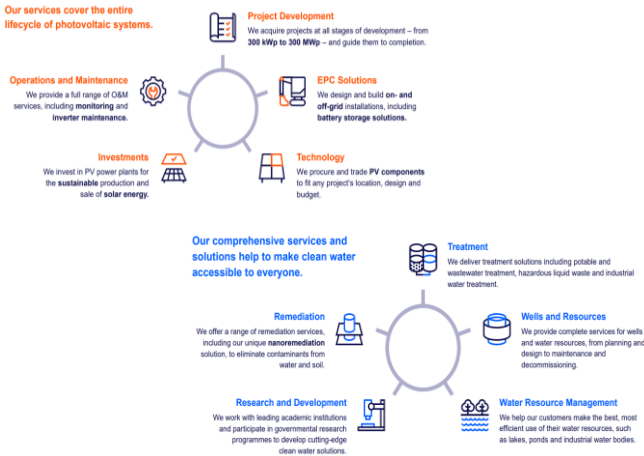 Our services cover the entire
lifecycle of photovoltaic systems.
Project Development
We acquire projects at all stages of development – from
300 kWp to 300 MWp – and guide them to completion.
Operations and Maintenance
We provide a full range of O&M
services, including monitoring and
inverter maintenance.
EPC Solutions
We design and build on- and
off-grid installations, including
battery storage solutions.
Investments
We invest in PV power plants for
the sustainable production and
sale of solar energy.
Technology
We procure and trade PV components
to fit any project's location, design and
budget.
Our comprehensive services and
solutions help to make clean water
accessible to everyone.
Treatment
We deliver treatment solutions including potable and
wastewater treatment, hazardous liquid waste and industrial
water treatment.
Remediation
We offer a range of remediation services,
including our unique nanoremediation
solution, to eliminate contaminants from
water and soil.
Wells and Resources
We provide complete services for wells
and water resources, from planning and
design to maintenance and
decommissioning.
Research and Development
We work with leading academic institutions
and participate in governmental research
programmes to develop cutting-edge
clean water solutions.
Water Resource Management
We help our customers make the best, most
efficient use of their water resources, such
as lakes, ponds and industrial water bodies.